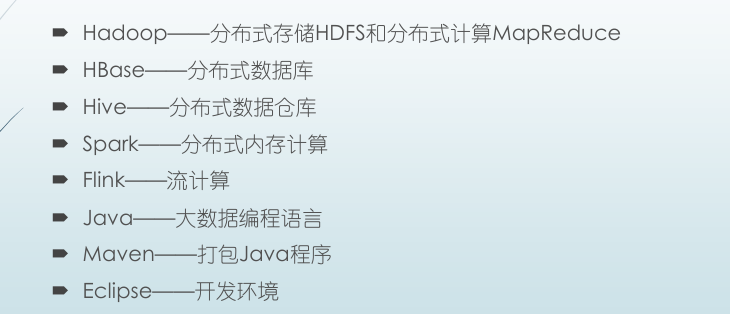 Hadoop——分布式存储HDFS和分布式计算MapReduce
HBase——分布式数据库
Hive——分布式数据仓库
Spark——分布式内存计算
Flink——流计算
Java——大数据编程语言
Maven——打包Java程序
Eclipse——开发环境